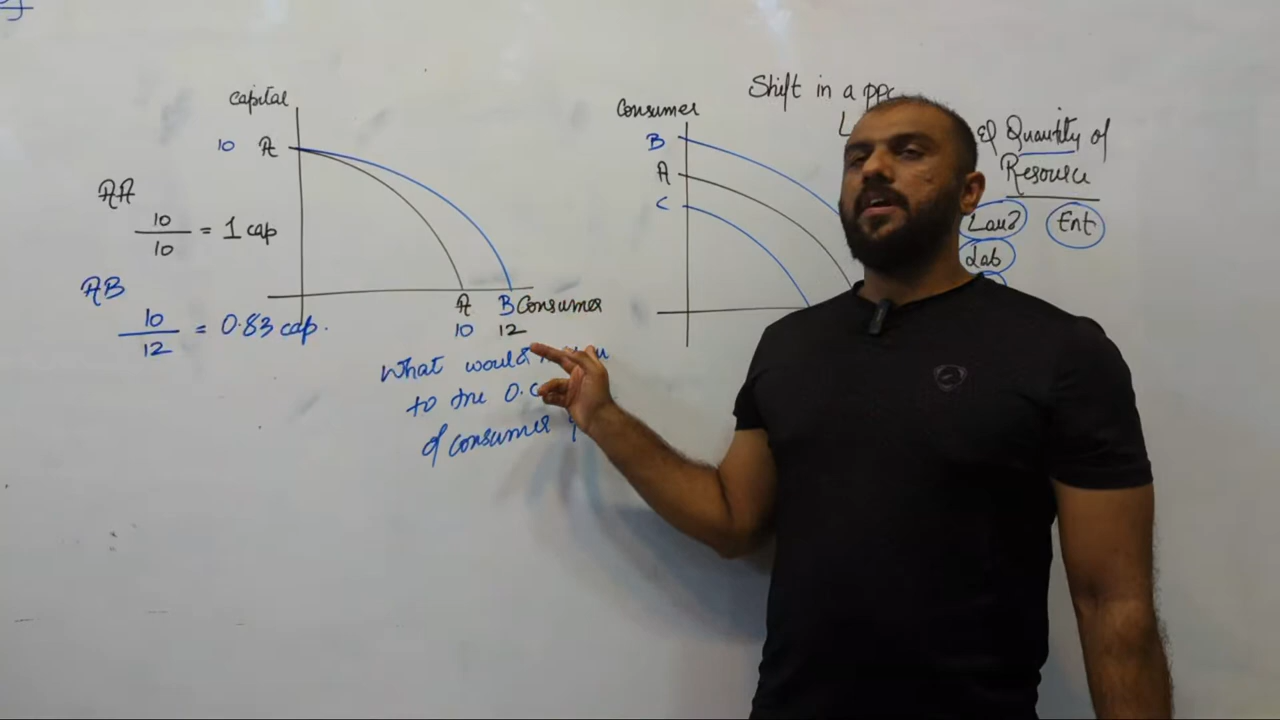 capital
10 A
AA
10
10
= 1 cap
AB
10
12
= 0.83 cap.
A B Consumer
10 12
What would
to the 0.
of consumer
Shift in a ppc
Consumer
B
A
C
Quantity of
Resource
Land Ent
Lab